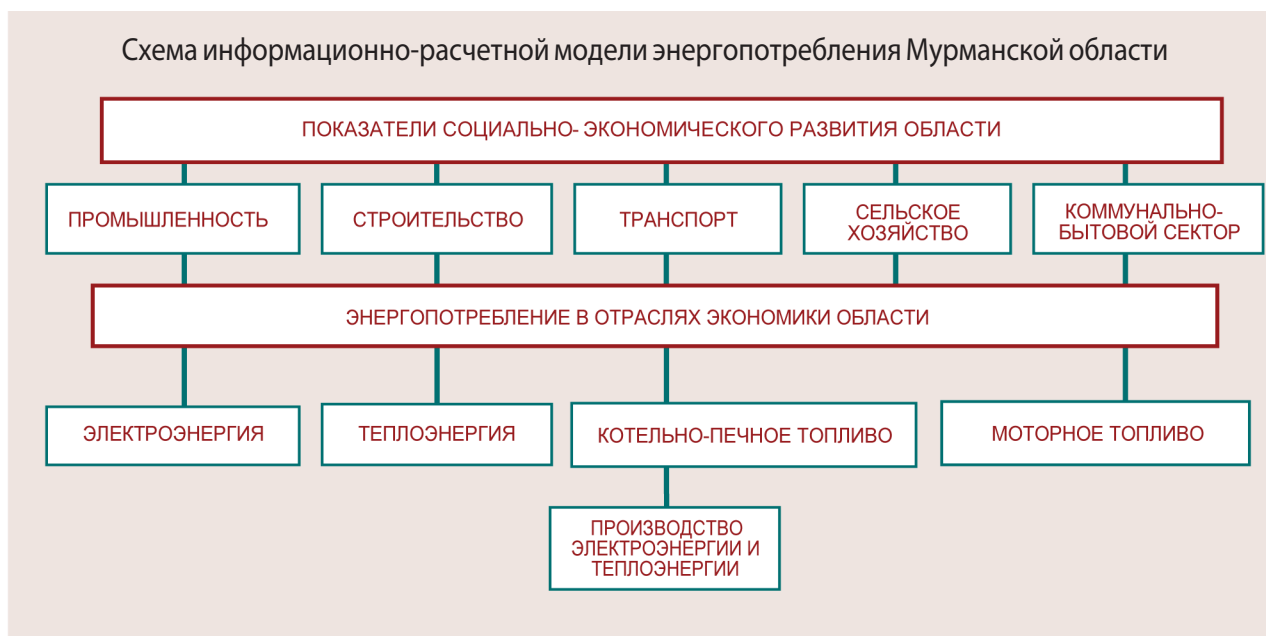 Схема информационно-расчетной модели энергопотребления Мурманской области
ПОКАЗАТЕЛИ СОЦИАЛЬНО- ЭКОНОМИЧЕСКОГО РАЗВИТИЯ ОБЛАСТИ
ПРОМЫШЛЕННОСТЬ
СТРОИТЕЛЬСТВО
ТРАНСПОРТ
СЕЛЬСКОЕ
ХОЗЯЙСТВО
КОММУНАЛЬНО-
БЫТОВОЙ СЕКТОР
ЭНЕРГОПОТРЕБЛЕНИЕ В ОТРАСЛЯХ ЭКОНОМИКИ ОБЛАСТИ
ЭЛЕКТРОЭНЕРГИЯ
ТЕПЛОЭНЕРГИЯ
КОТЕЛЬНО-ПЕЧНОЕ ТОПЛИВО
МОТОРНОЕ ТОПЛИВО
ПРОИЗВОДСТВО
ЭЛЕКТРОЭНЕРГИИ И
ТЕПЛОЭНЕРГИИ